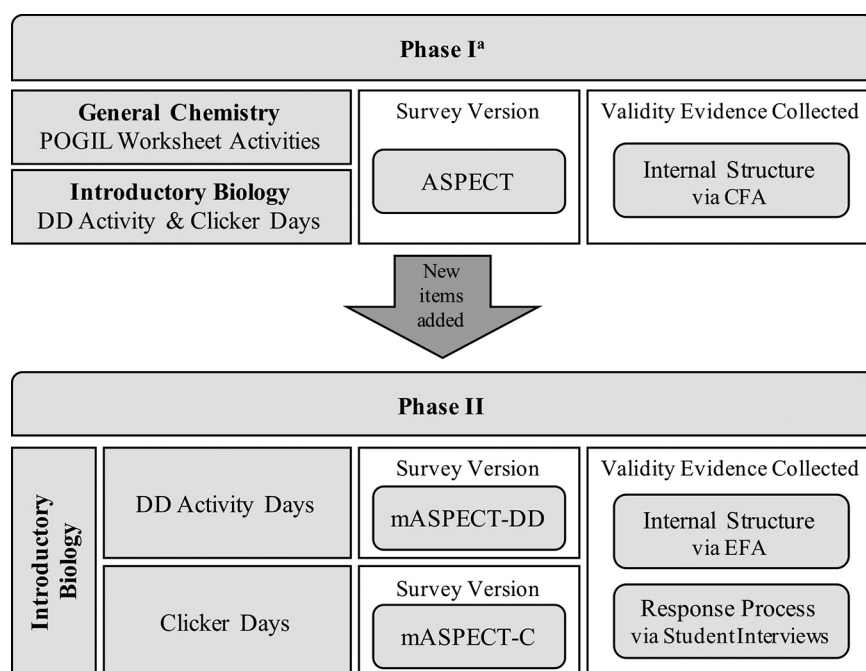 Phase Iª
General Chemistry
POGIL Worksheet Activities
Introductory Biology
DD Activity & Clicker Days
Survey Version
ASPECT
Validity Evidence Collected
Internal Structure
via CFA
New
items
added
Phase II
Introductory
Biology
DD Activity Days
Clicker Days
Survey Version
mASPECT-DD
Survey Version
mASPECT-C
Validity Evidence Collected
Internal Structure
via EFA
Response Process
via Student Interviews